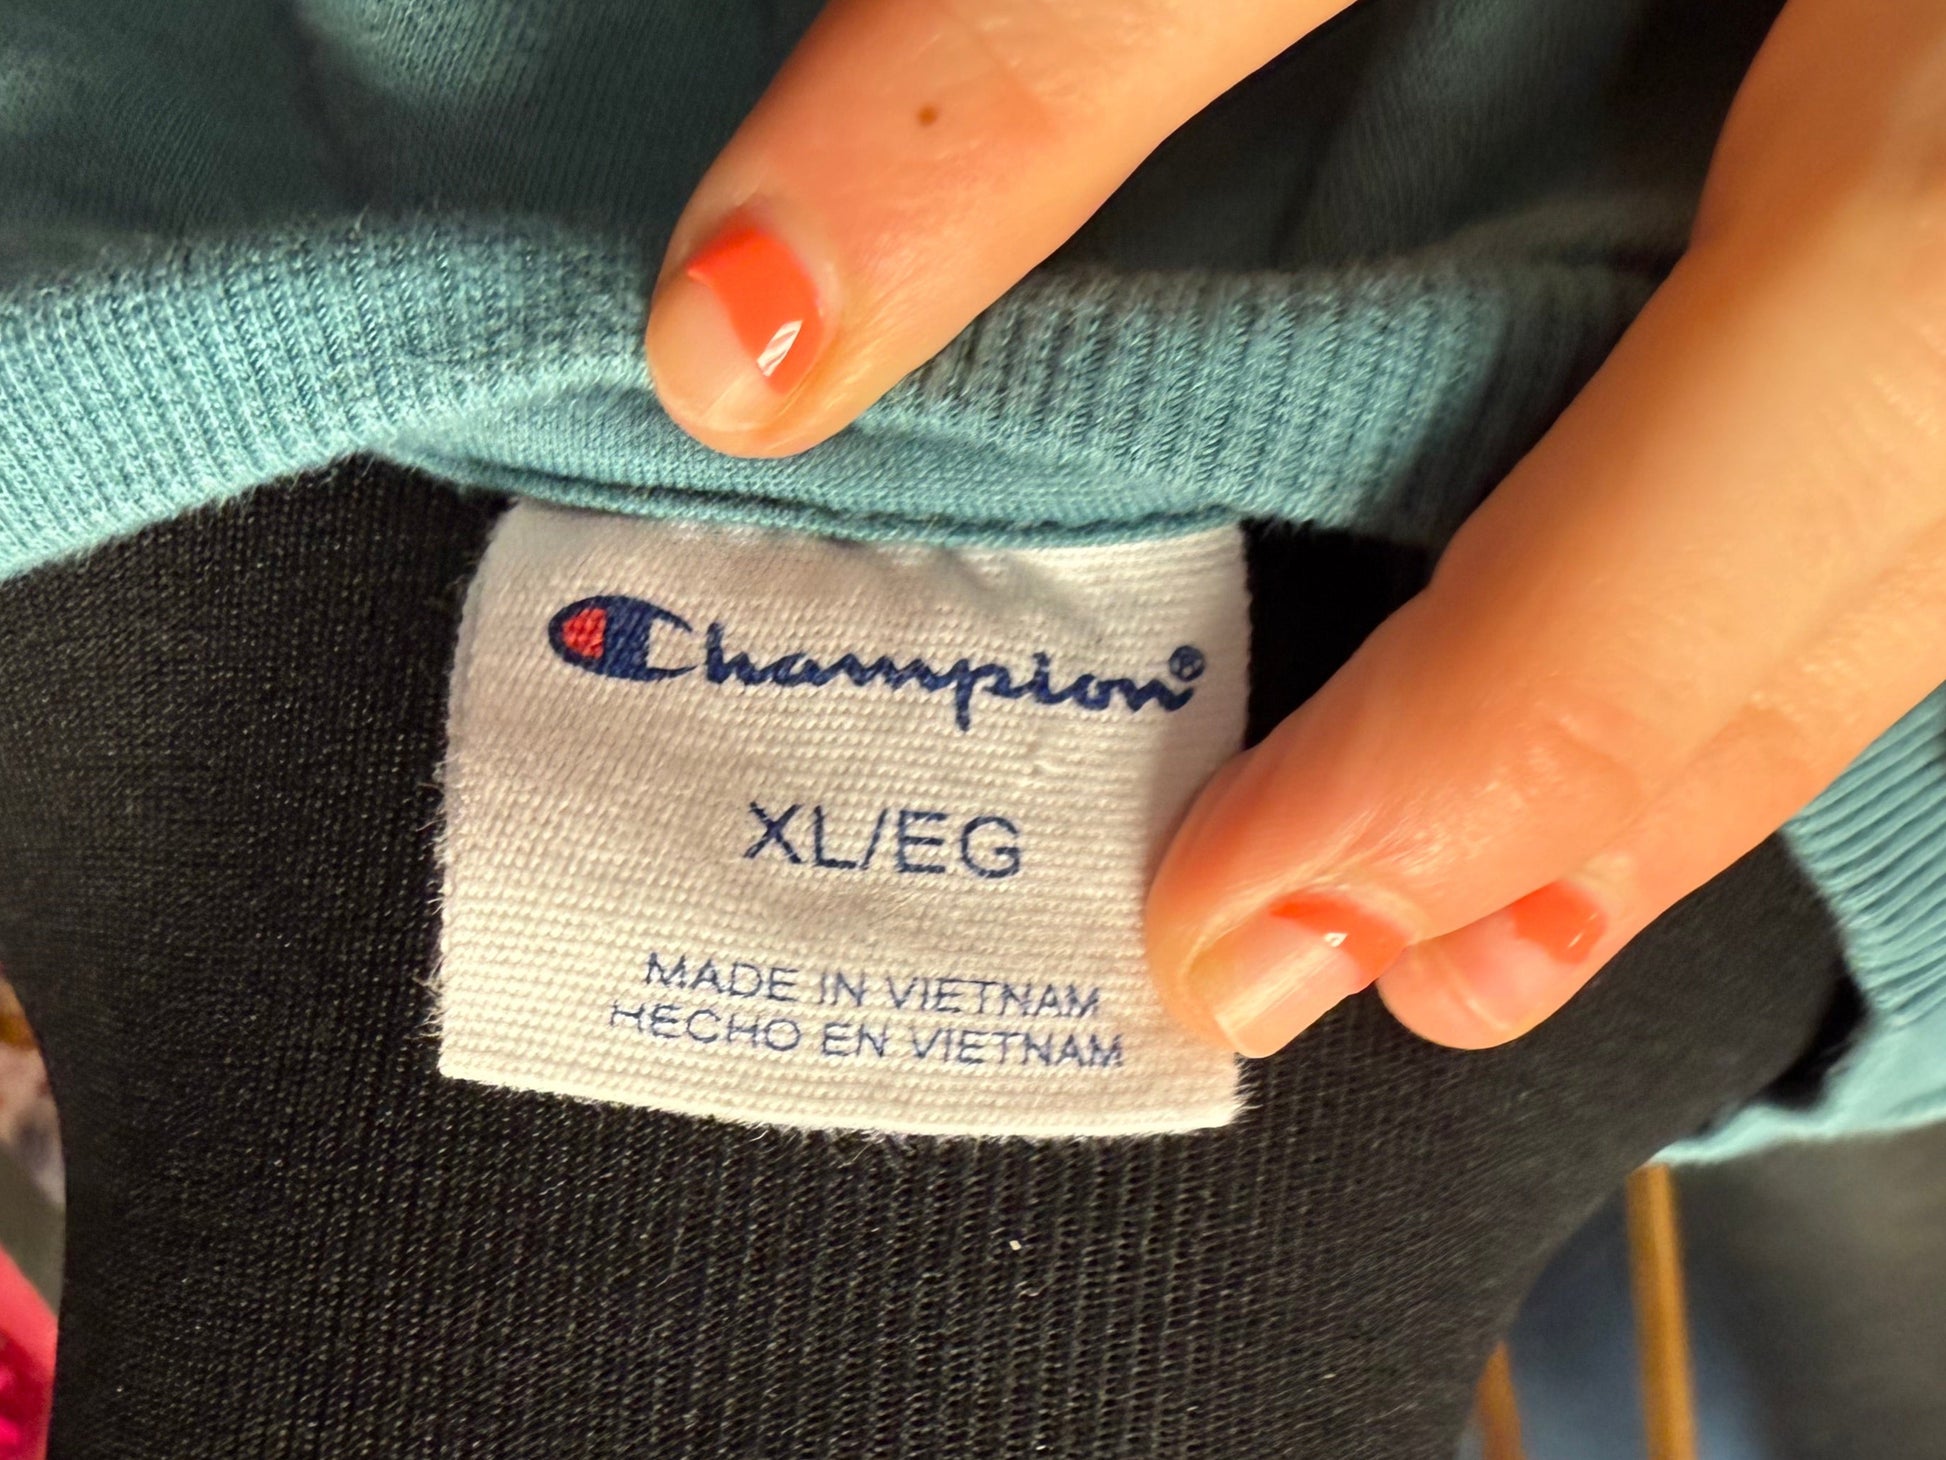 Champion®
XL/EG
MADE IN VIETNAM
HECHO EN VIETNAM